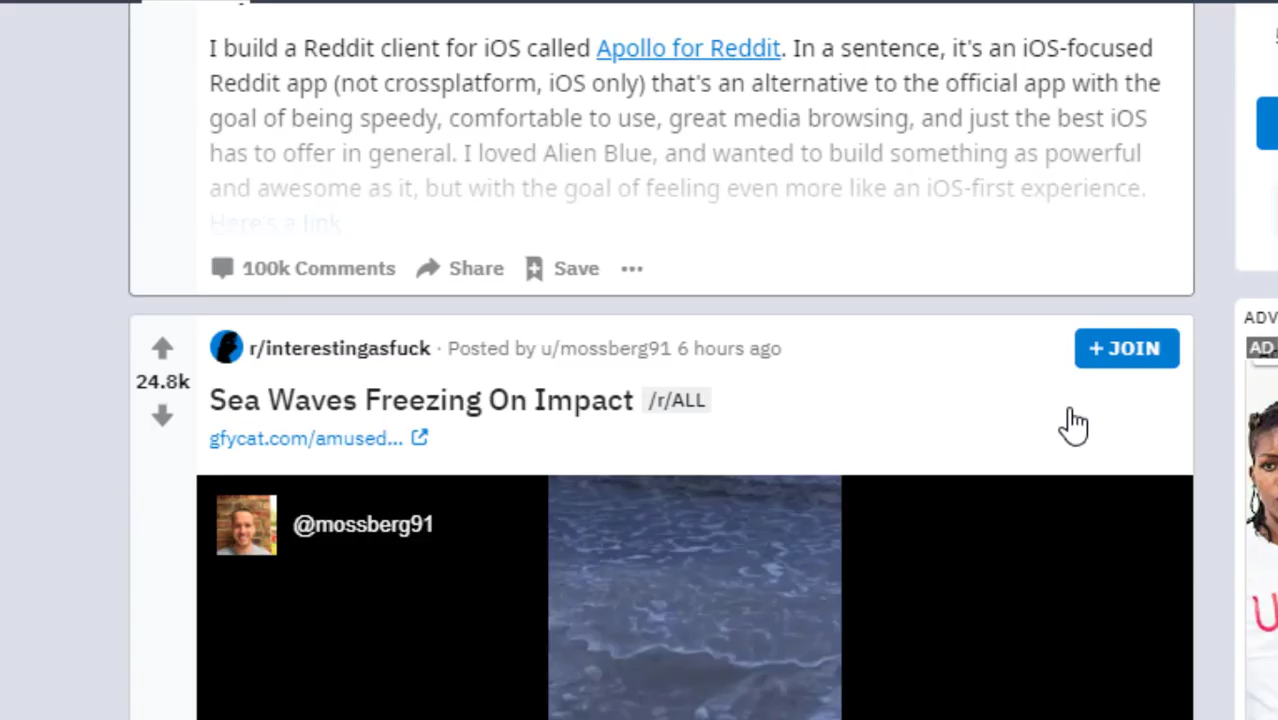 I build a Reddit client for iOS called Apollo for Reddit. In a sentence, it's an iOS-focused
Reddit app (not crossplatform, iOS only) that's an alternative to the official app with the
goal of being speedy, comfortable to use, great media browsing, and just the best iOS
has to offer in general. I loved Alien Blue, and wanted to build something as powerful
and awesome as it, but with the goal of feeling even more like an iOS-first experience.
Here's a link
100k Comments Share Save
r/interestingasfuck · Posted by u/mossberg91 6 hours ago + JOIN
24.8k
Sea Waves Freezing On Impact /r/ALL
gfycat.com/amused...
@mossberg91
ADV
AD
U